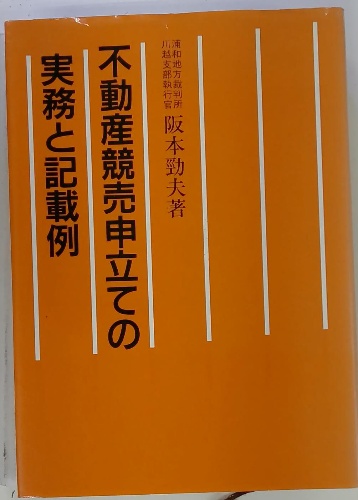 不動産競売申立ての
実務と記載例
浦和地方裁判所
川越支部執行官
阪本勁夫著